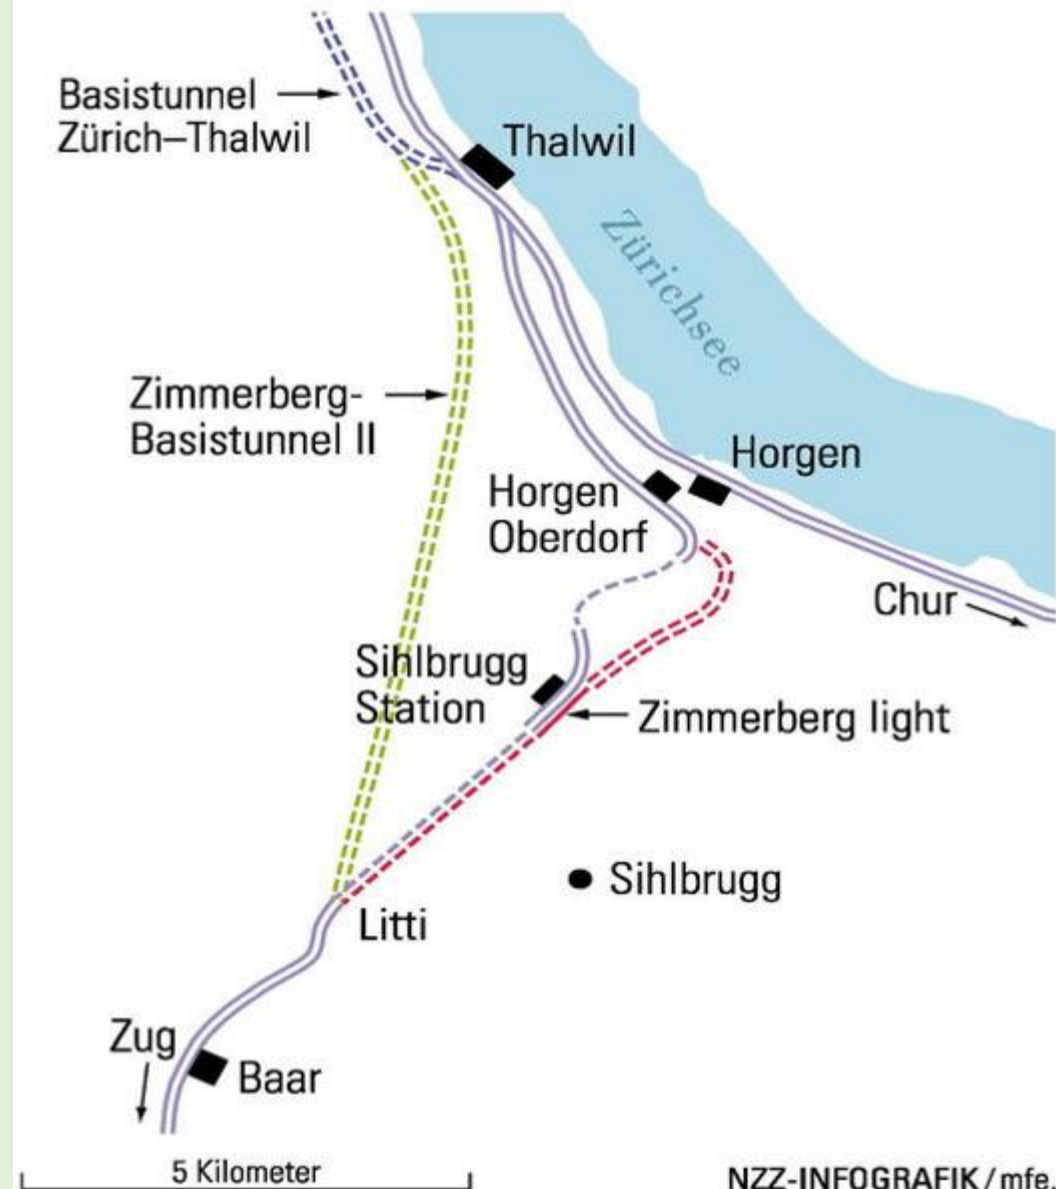 Basistunnel
Zürich–Thalwil
Thalwil
Zürichsee
Zimmerberg-
Basistunnel II
Horgen
Horgen
Oberdorf
Chur
Sihlbrugg
Station
Zimmerberg light
Sihlbrugg
Litti
Zug
Baar
5 Kilometer
NZZ-INFOGRAFIK / mfe.